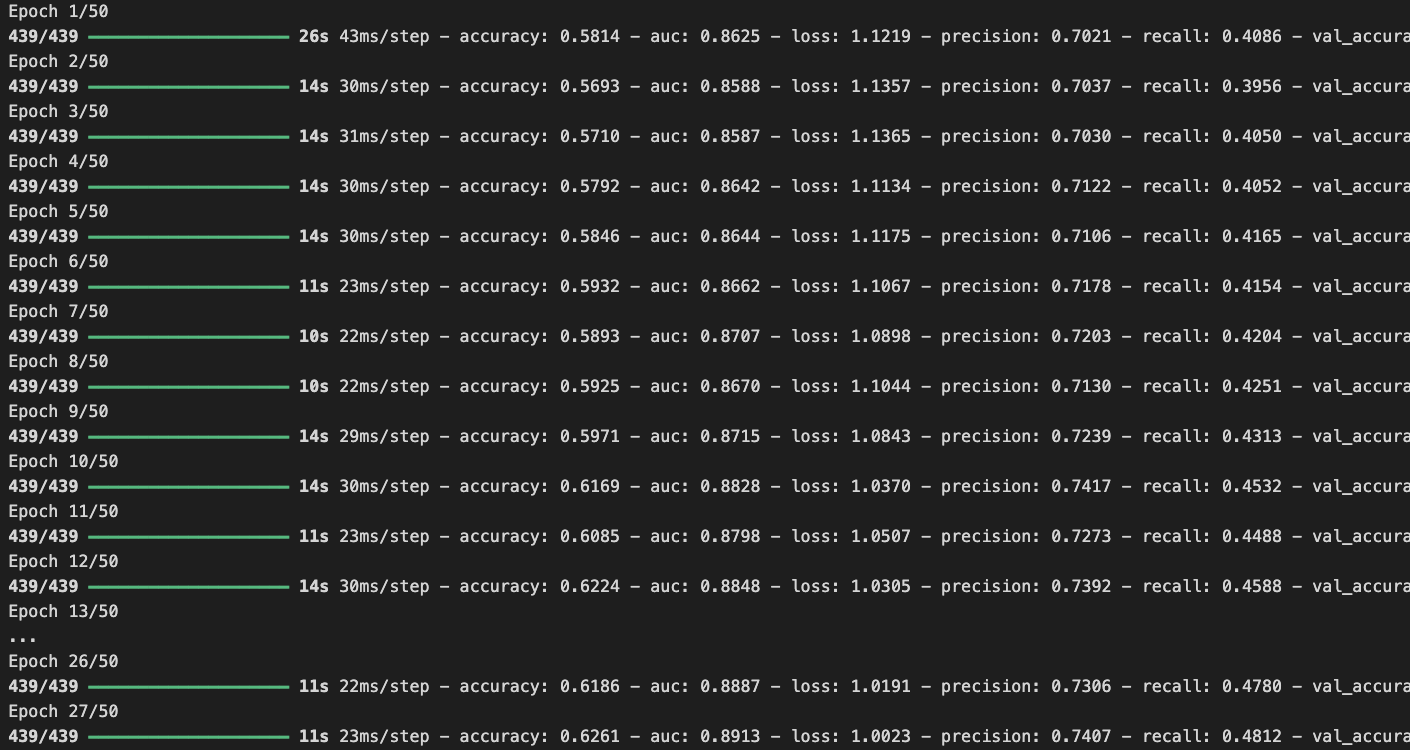 Epoch 1/50
439/439 ━━━━━━━━━━━━━━━━━━━━ 26s 43ms/step - accuracy: 0.5814 - auc: 0.8625 - loss: 1.1219 - precision: 0.7021 - recall: 0.4086 - val_accura
Epoch 2/50
439/439 ━━━━━━━━━━━━━━━━━━━━ 14s 30ms/step - accuracy: 0.5693 - auc: 0.8588 - loss: 1.1357 - precision: 0.7037 - recall: 0.3956 - val_accura
Epoch 3/50
439/439 ━━━━━━━━━━━━━━━━━━━━ 14s 31ms/step - accuracy: 0.5710 - auc: 0.8587 - loss: 1.1365 - precision: 0.7030 - recall: 0.4050 - val_accura
Epoch 4/50
439/439 ━━━━━━━━━━━━━━━━━━━━ 14s 30ms/step - accuracy: 0.5792 - auc: 0.8642 - loss: 1.1134 - precision: 0.7122 - recall: 0.4052 - val_accura
Epoch 5/50
439/439 ━━━━━━━━━━━━━━━━━━━━ 14s 30ms/step - accuracy: 0.5846 - auc: 0.8644 - loss: 1.1175 - precision: 0.7106 - recall: 0.4165 - val_accura
Epoch 6/50
439/439 ━━━━━━━━━━━━━━━━━━━━ 11s 23ms/step - accuracy: 0.5932 - auc: 0.8662 - loss: 1.1067 - precision: 0.7178 - recall: 0.4154 - val_accura
Epoch 7/50
439/439 ━━━━━━━━━━━━━━━━━━━━ 10s 22ms/step - accuracy: 0.5893 - auc: 0.8707 - loss: 1.0898 - precision: 0.7203 - recall: 0.4204 - val_accura
Epoch 8/50
439/439 ━━━━━━━━━━━━━━━━━━━━ 10s 22ms/step - accuracy: 0.5925 - auc: 0.8670 - loss: 1.1044 - precision: 0.7130 - recall: 0.4251 - val_accura
Epoch 9/50
439/439 ━━━━━━━━━━━━━━━━━━━━ 14s 29ms/step - accuracy: 0.5971 - auc: 0.8715 - loss: 1.0843 - precision: 0.7239 - recall: 0.4313 - val_accura
Epoch 10/50
439/439 ━━━━━━━━━━━━━━━━━━━━ 14s 30ms/step - accuracy: 0.6169 - auc: 0.8828 - loss: 1.0370 - precision: 0.7417 - recall: 0.4532 - val_accura
Epoch 11/50
439/439 ━━━━━━━━━━━━━━━━━━━━ 11s 23ms/step - accuracy: 0.6085 - auc: 0.8798 - loss: 1.0507 - precision: 0.7273 - recall: 0.4488 - val_accura
Epoch 12/50
439/439 ━━━━━━━━━━━━━━━━━━━━ 14s 30ms/step - accuracy: 0.6224 - auc: 0.8848 - loss: 1.0305 - precision: 0.7392 - recall: 0.4588 - val_accura
Epoch 13/50
...
Epoch 26/50
439/439 ━━━━━━━━━━━━━━━━━━━━ 11s 22ms/step - accuracy: 0.6186 - auc: 0.8887 - loss: 1.0191 - precision: 0.7306 - recall: 0.4780 - val_accura
Epoch 27/50
439/439 ━━━━━━━━━━━━━━━━━━━━ 11s 23ms/step - accuracy: 0.6261 - auc: 0.8913 - loss: 1.0023 - precision: 0.7407 - recall: 0.4812 - val_accura